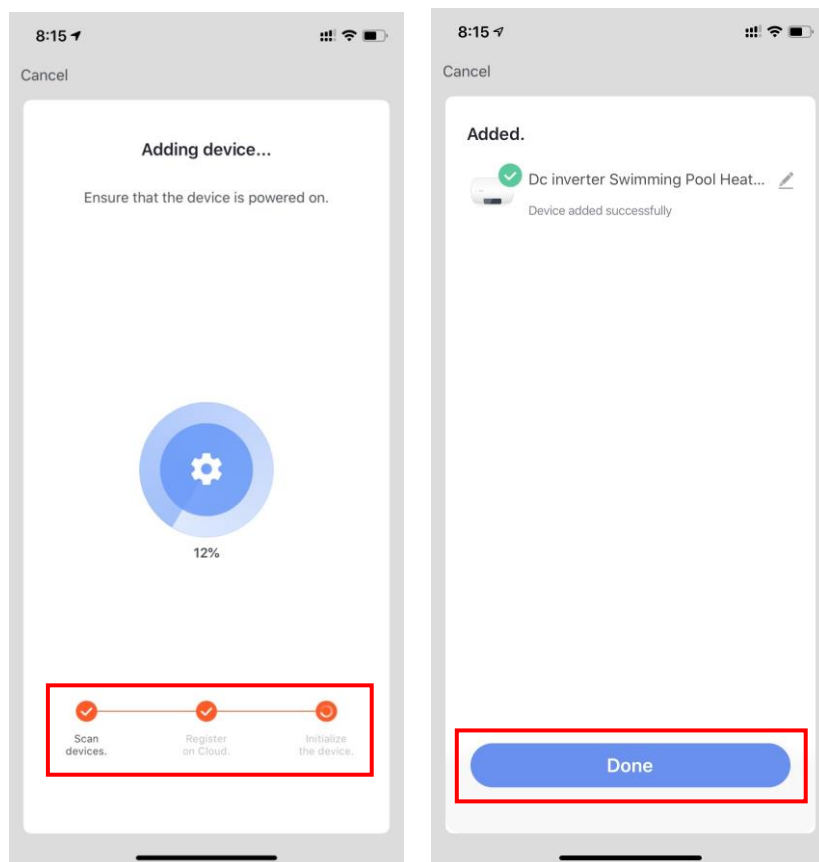 8:15
Cancel
Adding device...
Ensure that the device is powered on.
12%
Scan
devices.
Register
on Cloud.
Initialize
the device.
8:15
Cancel
Added.
Dc inverter Swimming Pool Heat...
Device added successfully
Done